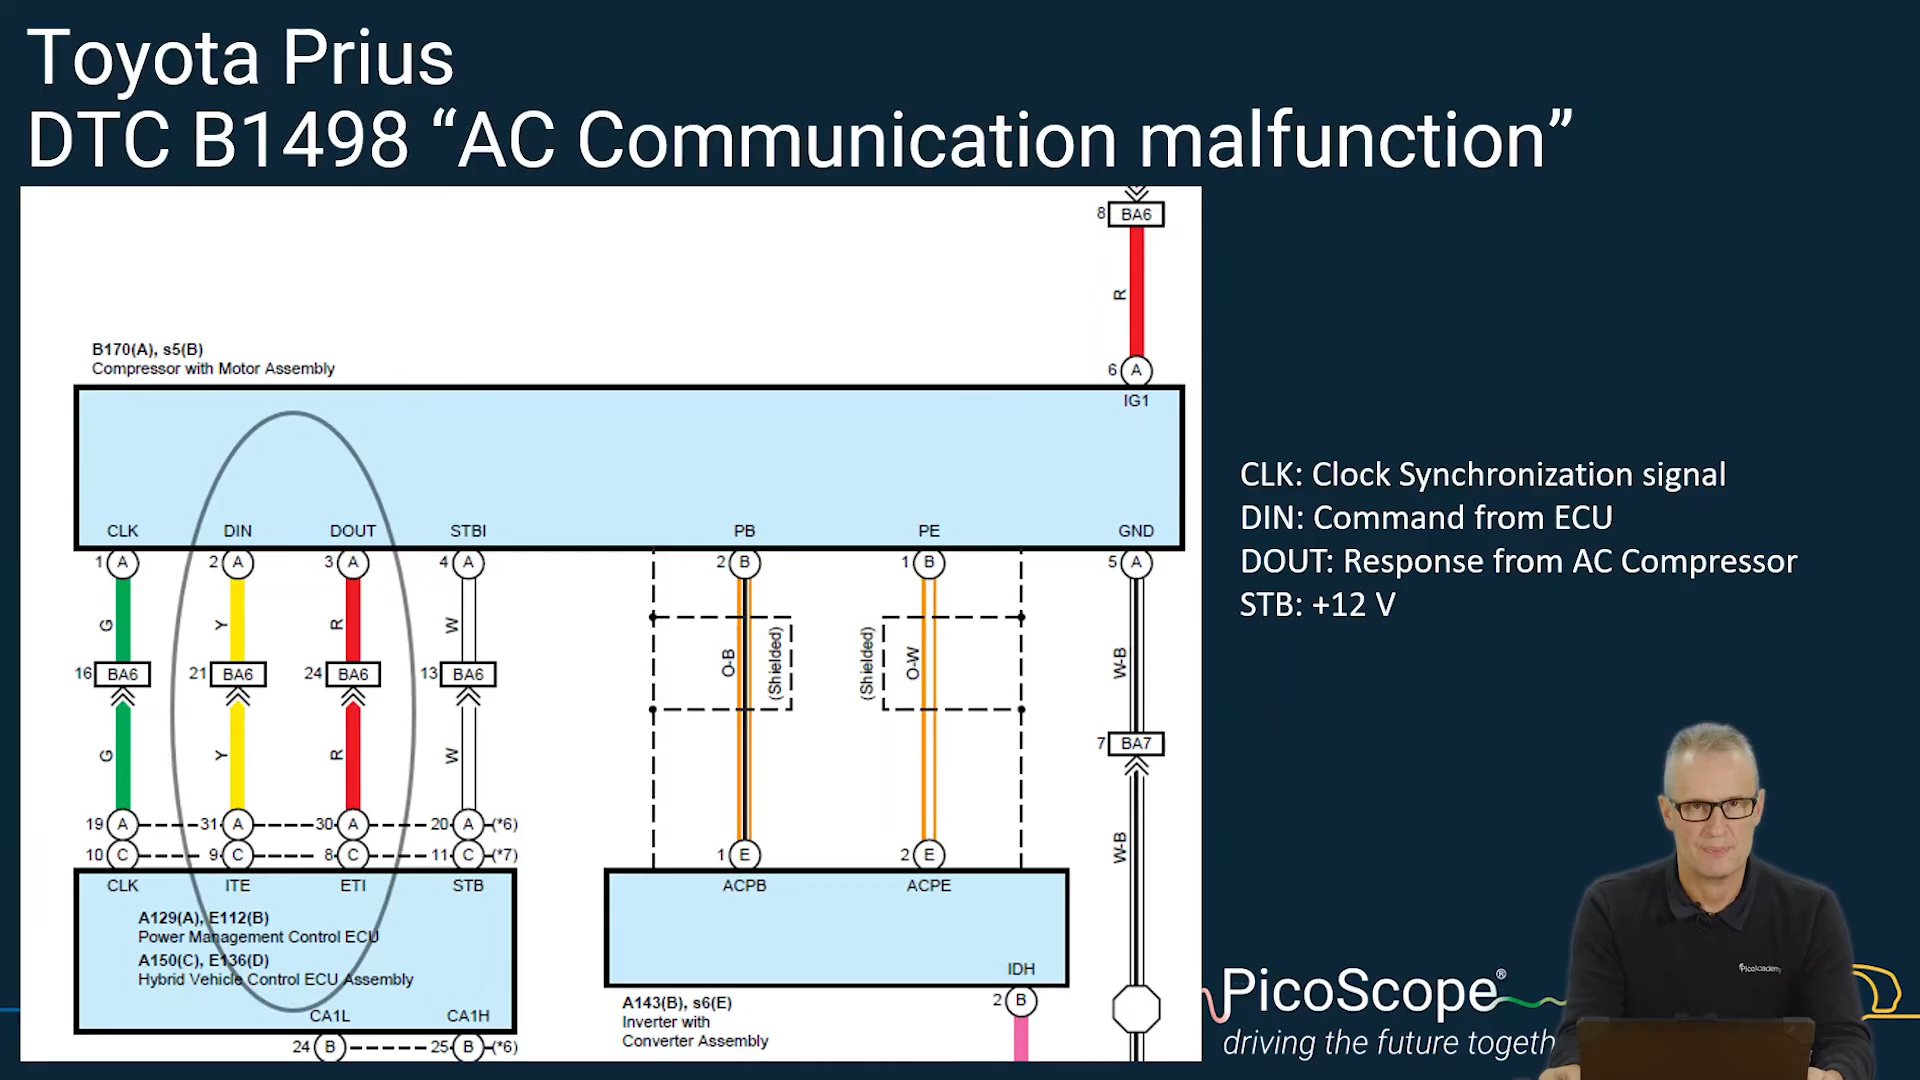 Toyota Prius
DTC B1498 “AC Communication malfunction”
8 BA6
R
B170(A), s5(B)
Compressor with Motor Assembly
6 A
IG1
CLK DIN DOUT STBI PB PE GND
1 A 2 A 3 A 4 A 2 B 1 B 5 A
G Y R W O-B (Shielded) (Shielded) O-W W-B
16 BA6 21 BA6 24 BA6 13 BA6
7 BA7
G Y R W W-B
19 A 31 A 30 A 20 A (*6)
10 C 9 C 8 C 11 C (*7) 1 E 2 E
CLK ITE ETI STB ACPB ACPE
A129(A), E112(B)
Power Management Control ECU
A150(C), E136(D)
Hybrid Vehicle Control ECU Assembly
CA1L CA1H
24 B 25 B (*6)
IDH
2 B
A143(B), s6(E)
Inverter with
Converter Assembly
CLK: Clock Synchronization signal
DIN: Command from ECU
DOUT: Response from AC Compressor
STB: +12 V
PicoAcademy
PicoScope®
driving the future togeth